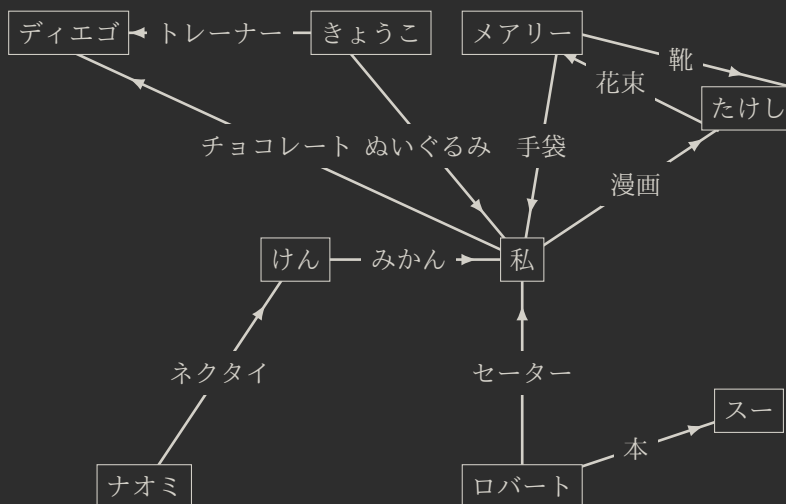 ディエゴ
トレーナー
きょうこ
メアリー
靴
花束
たけし
チョコレート
ぬいぐるみ
手袋
漫画
けん
みかん
私
ネクタイ
セーター
スー
本
ナオミ
ロバート